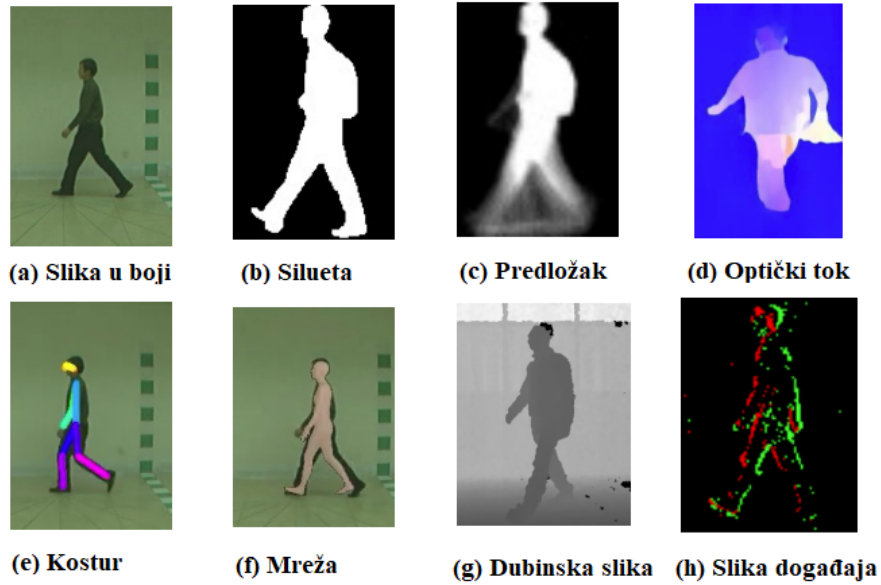 (a) Slika u boji
(b) Silueta
(c) Predložak
(d) Optički tok
(e) Kostur
(f) Mreža
(g) Dubinska slika
(h) Slika događaja